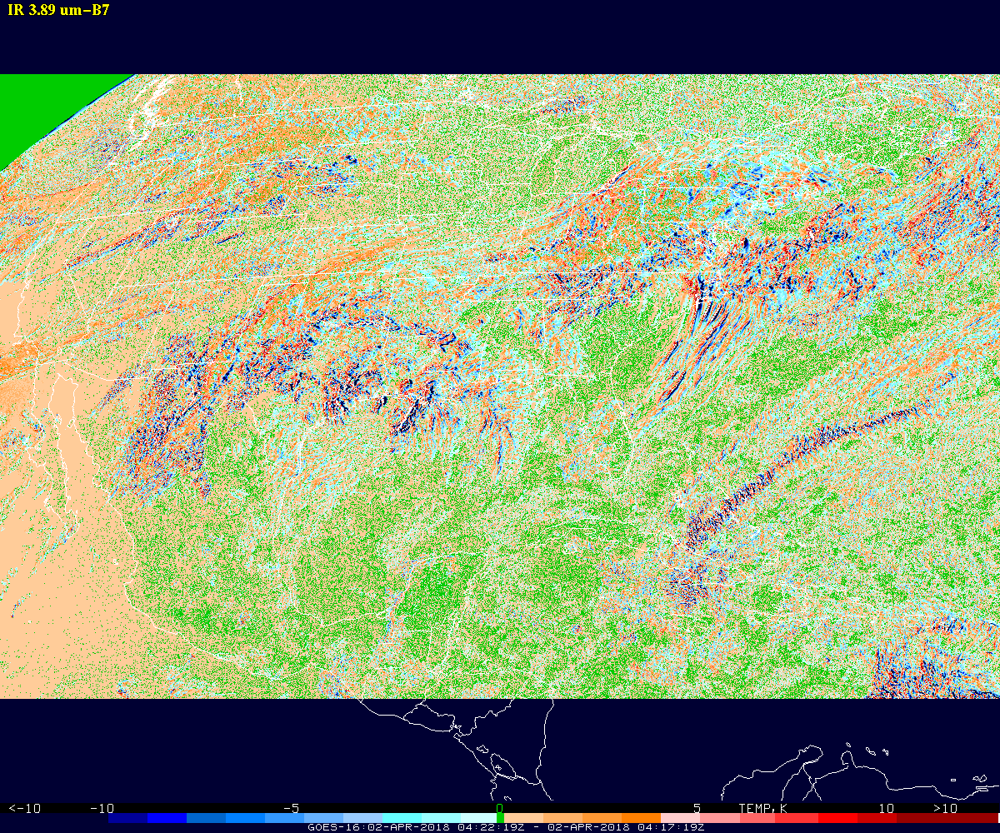 IR 3.89 um-B7
<-10 -10 -5 0 5 TEMP,K 10 >10
GOES-16:02-APR-2018 04:22:19Z - 02-APR-2018 04:17:19Z